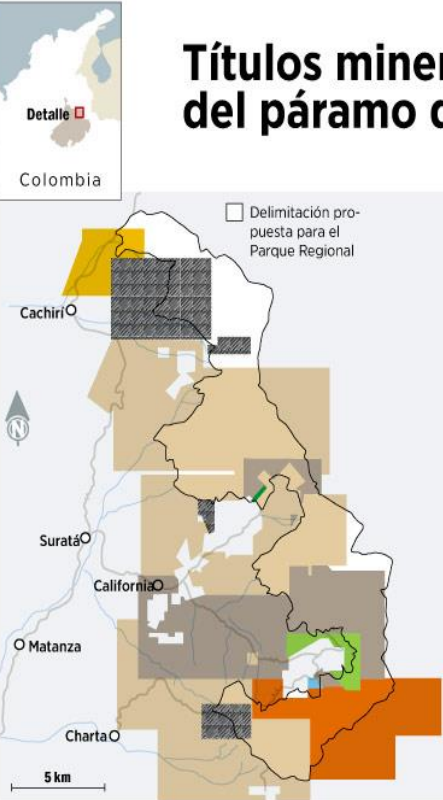 Detalle
Colombia
Títulos miner
del páramo d
Delimitación pro-
puesta para el
Parque Regional
Cachirí
N
Suratá
California
Matanza
Charta
5 km